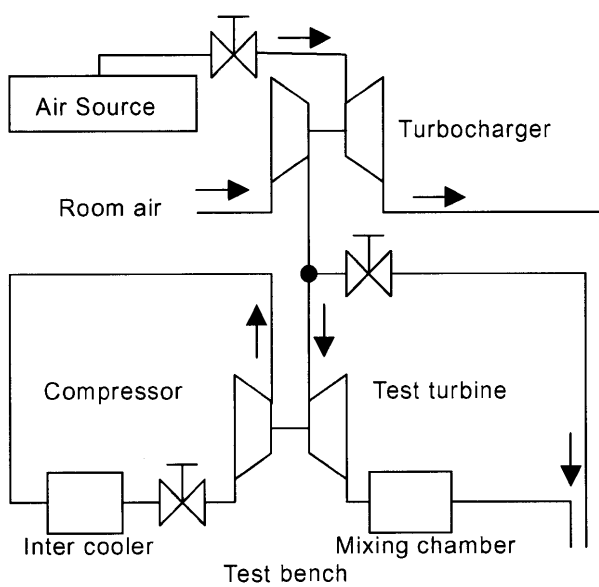 Air Source
Turbocharger
Room air
Compressor
Test turbine
Inter cooler
Mixing chamber
Test bench